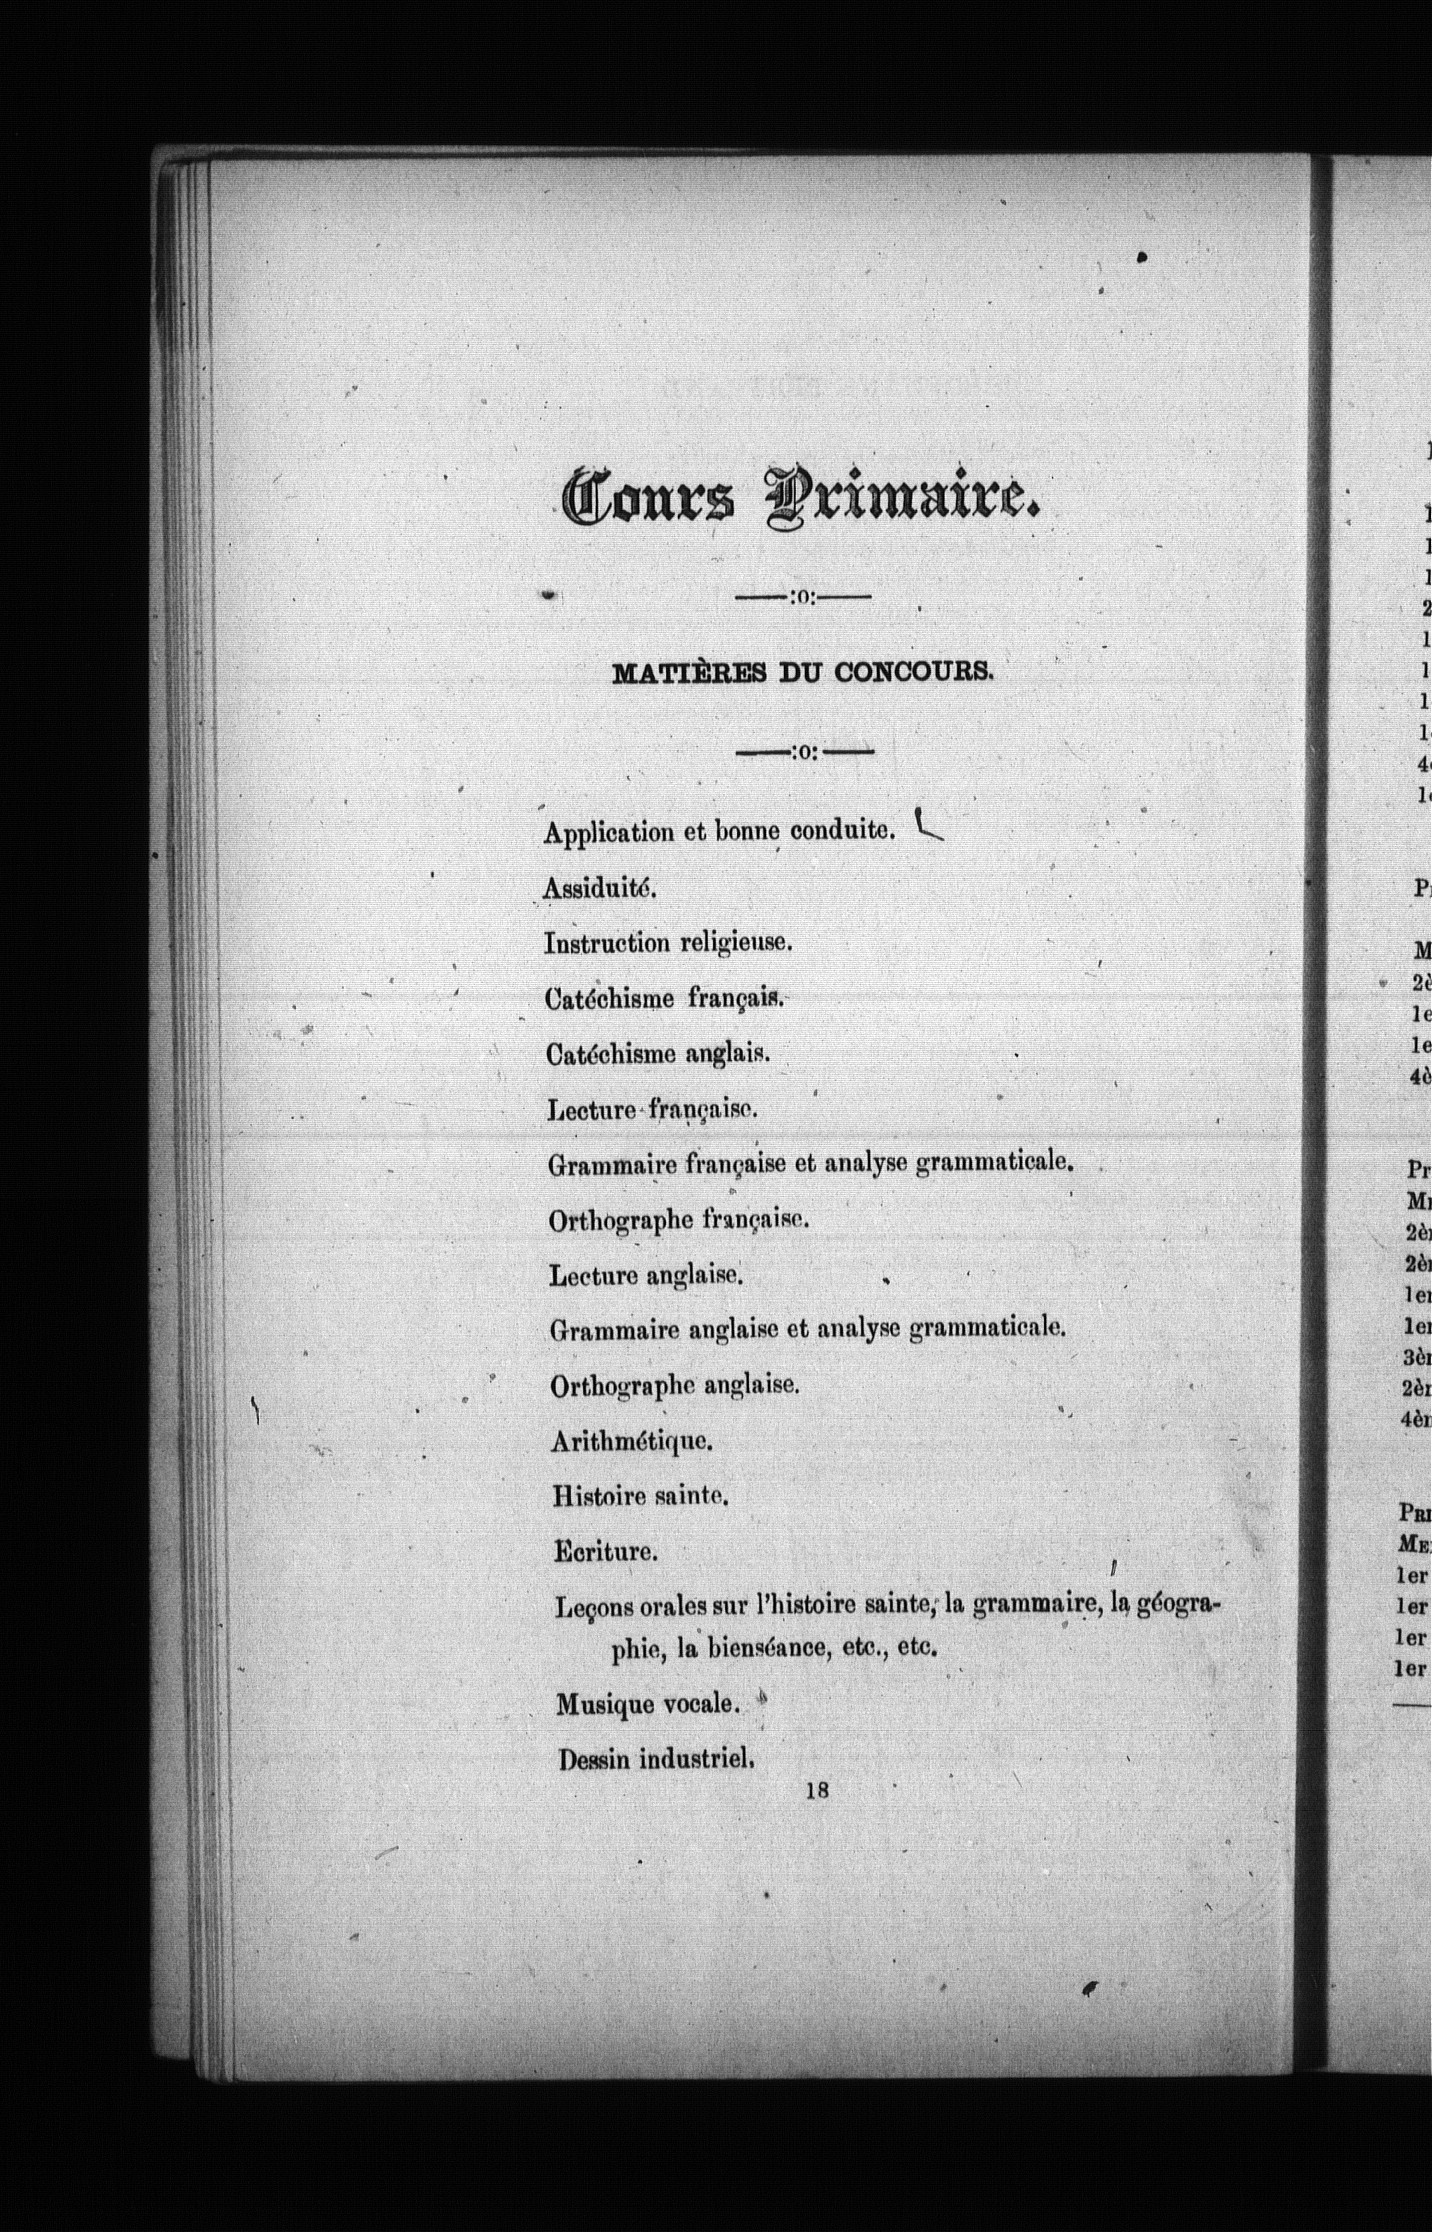 Cours Primaire.
——:o:——
MATIÈRES DU CONCOURS.
——:o:——
Application et bonne conduite.
Assiduité.
Instruction religieuse.
Catéchisme français.
Catéchisme anglais.
Lecture française.
Grammaire française et analyse grammaticale.
Orthographe française.
Lecture anglaise.
Grammaire anglaise et analyse grammaticale.
Orthographe anglaise.
Arithmétique.
Histoire sainte.
Ecriture.
Leçons orales sur l'histoire sainte, la grammaire, la géogra-
phie, la bienséance, etc., etc.
Musique vocale.
Dessin industriel.
18